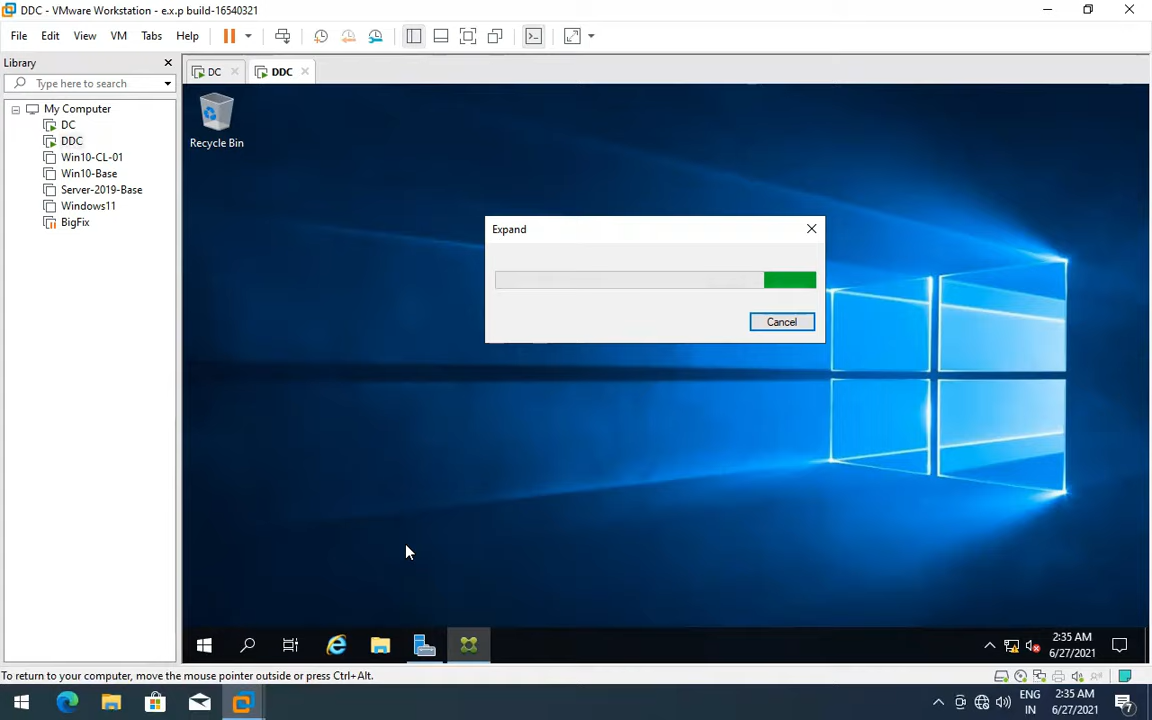 DDC - VMware Workstation - e.x.p build-16540321
File Edit View VM Tabs Help
Library
Type here to search
My Computer
DC
DDC
Win10-CL-01
Win10-Base
Server-2019-Base
Windows11
BigFix
DC
DDC
Recycle Bin
Expand
Cancel
2:35 AM
6/27/2021
To return to your computer, move the mouse pointer outside or press Ctrl+Alt.
ENG
IN
2:35 AM
6/27/2021
7